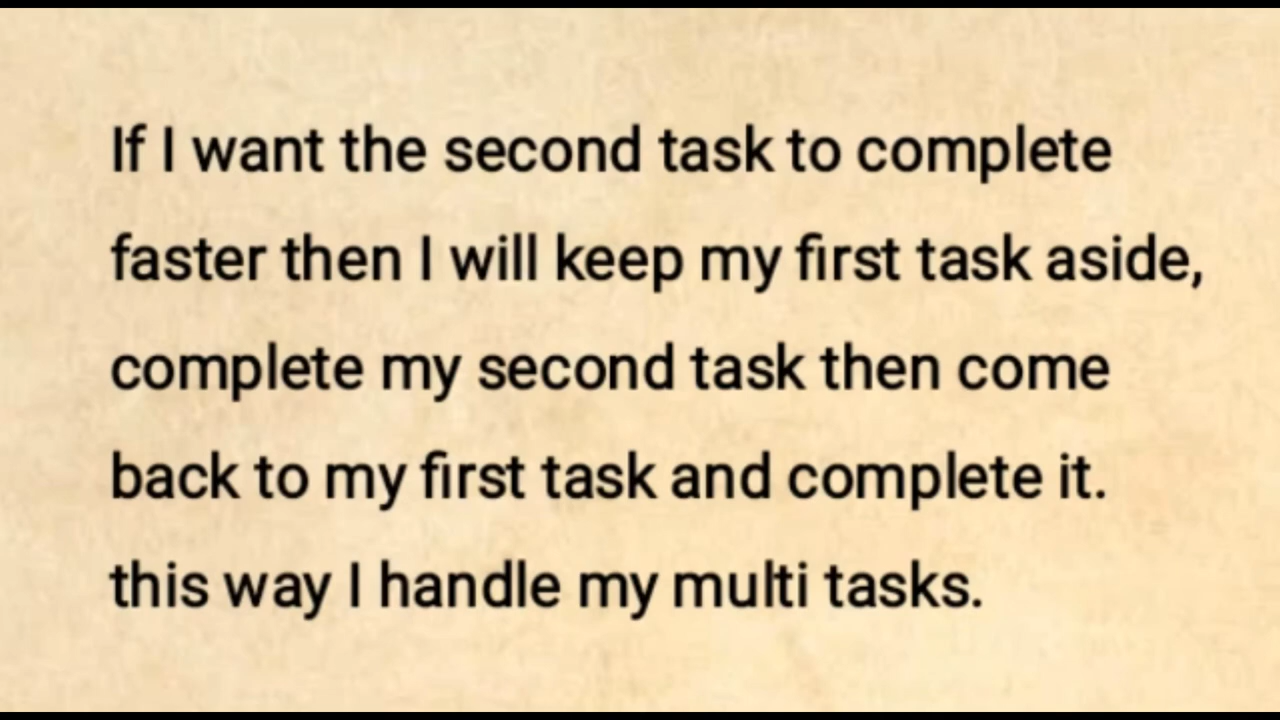 If I want the second task to complete
faster then I will keep my first task aside,
complete my second task then come
back to my first task and complete it.
this way I handle my multi tasks.